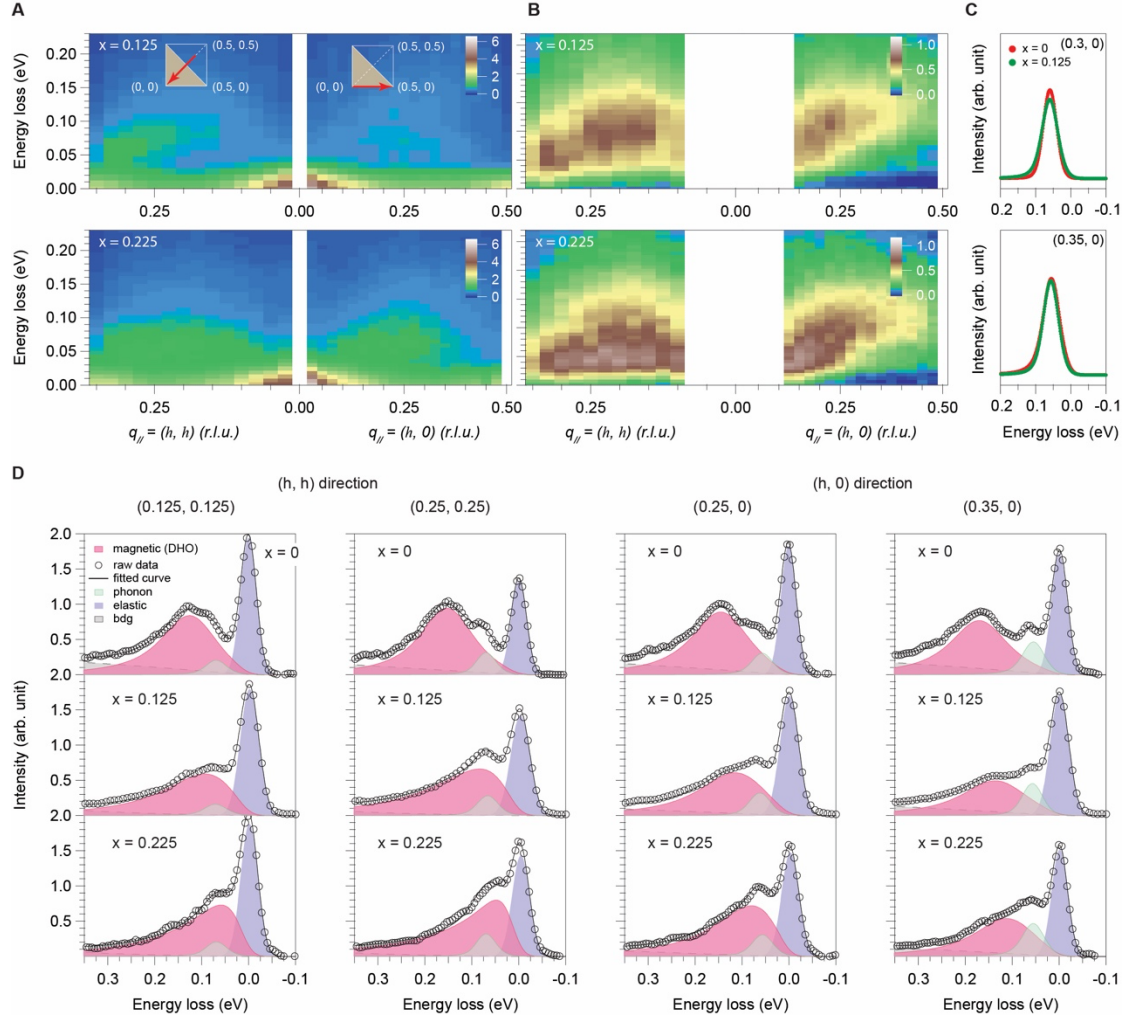 A
B
C
x = 0.125
(0.5, 0.5)
(0, 0)
(0.5, 0)
(0.5, 0.5)
(0, 0)
(0.5, 0)
6
4
2
0
x = 0.125
1.0
0.5
0.0
x = 0
x = 0.125
(0.3, 0)
Energy loss (eV)
0.20
0.15
0.10
0.05
0.00
0.25
0.00
0.25
0.25
0.00
0.25
0.50
Intensity (arb. unit)
0.2 0.1 0.0 -0.1
x = 0.225
6
4
2
0
x = 0.225
1.0
0.5
0.0
(0.35, 0)
Energy loss (eV)
0.20
0.15
0.10
0.05
0.00
0.25
0.00
0.25
0.25
0.00
0.25
0.50
Intensity (arb. unit)
0.2 0.1 0.0 -0.1
q// = (h, h) (r.l.u.)
q// = (h, 0) (r.l.u.)
q// = (h, h) (r.l.u.)
q// = (h, 0) (r.l.u.)
Energy loss (eV)
D
(h, h) direction
(h, 0) direction
(0.125, 0.125)
(0.25, 0.25)
(0.25, 0)
(0.35, 0)
2.0
1.5
1.0
0.5
2.0
1.5
1.0
0.5
2.0
1.5
1.0
0.5
Intensity (arb. unit)
magnetic (DHO)
raw data
fitted curve
phonon
elastic
bdg
x = 0
x = 0
x = 0
x = 0
x = 0.125
x = 0.125
x = 0.125
x = 0.125
x = 0.225
x = 0.225
x = 0.225
x = 0.225
0.3 0.2 0.1 0.0 -0.1
0.3 0.2 0.1 0.0 -0.1
0.3 0.2 0.1 0.0 -0.1
0.3 0.2 0.1 0.0 -0.1
Energy loss (eV)
Energy loss (eV)
Energy loss (eV)
Energy loss (eV)